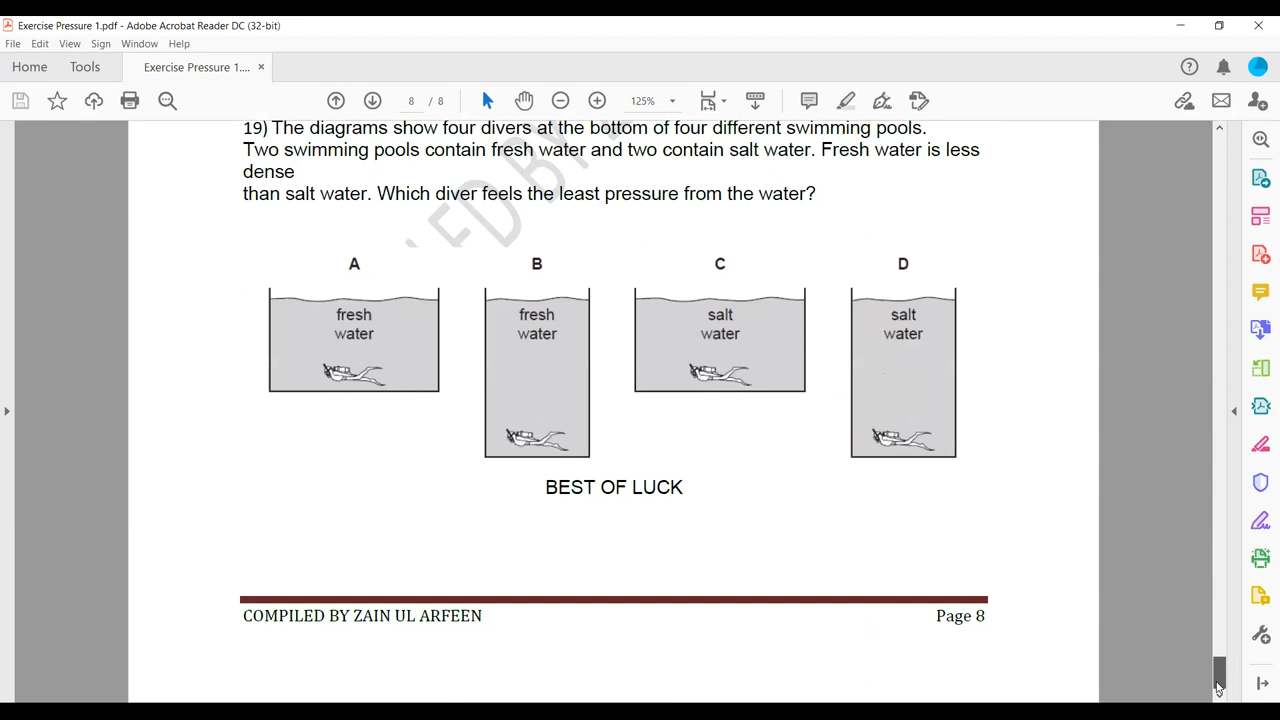 Exercise Pressure 1.pdf - Adobe Acrobat Reader DC (32-bit)
File Edit View Sign Window Help
Home Tools Exercise Pressure 1.... ×
8 / 8 125%
19) The diagrams show four divers at the bottom of four different swimming pools.
Two swimming pools contain fresh water and two contain salt water. Fresh water is less
dense
than salt water. Which diver feels the least pressure from the water?
A B C D
fresh water
fresh water
salt water
salt water
BEST OF LUCK
COMPILED BY ZAIN UL ARFEEN Page 8